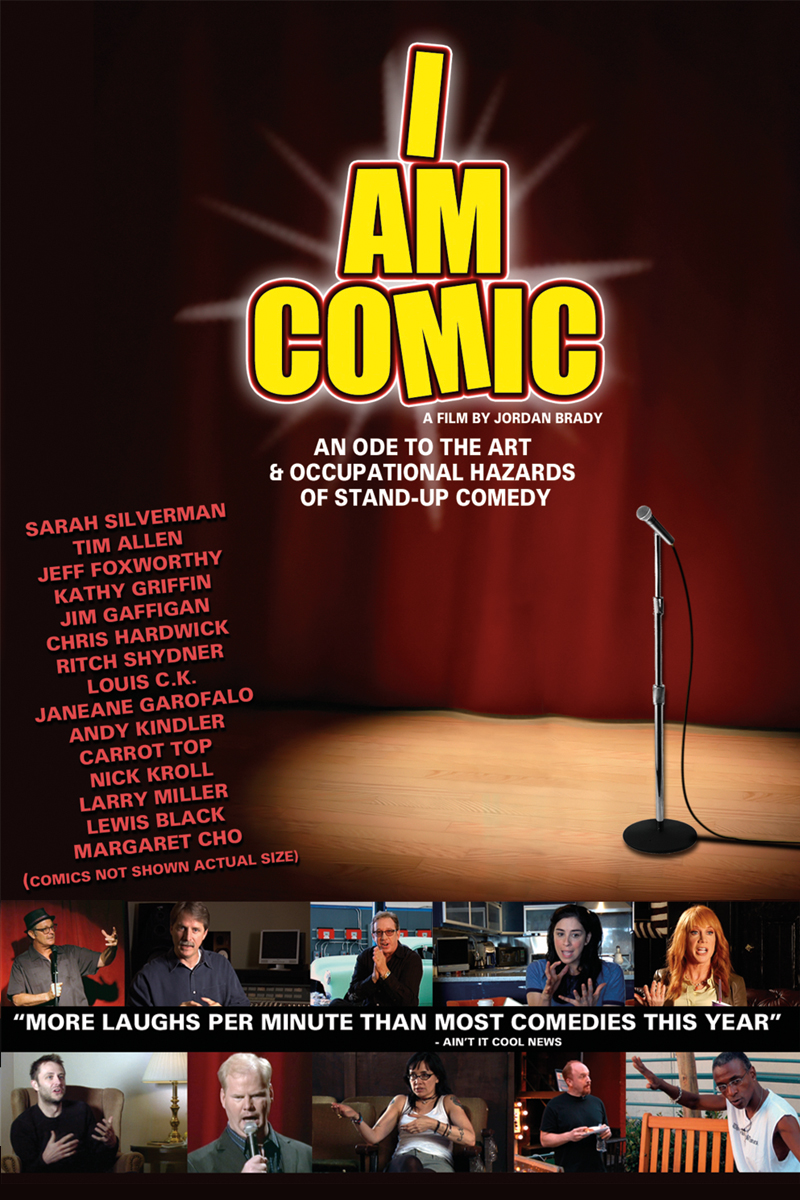 I
AM
COMIC
A FILM BY JORDAN BRADY
AN ODE TO THE ART
& OCCUPATIONAL HAZARDS
OF STAND-UP COMEDY
SARAH SILVERMAN
TIM ALLEN
JEFF FOXWORTHY
KATHY GRIFFIN
JIM GAFFIGAN
CHRIS HARDWICK
RITCH SHYDNER
LOUIS C.K.
JANEANE GAROFALO
ANDY KINDLER
CARROT TOP
NICK KROLL
LARRY MILLER
LEWIS BLACK
MARGARET CHO
(COMICS NOT SHOWN ACTUAL SIZE)
“MORE LAUGHS PER MINUTE THAN MOST COMEDIES THIS YEAR”
- AIN'T IT COOL NEWS